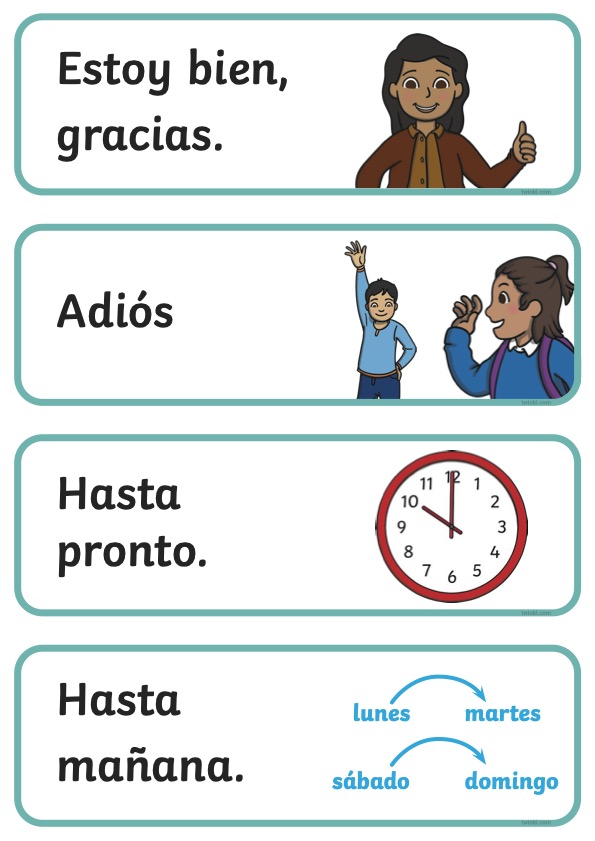 Estoy bien,
gracias.
twinkl.com
Adiós
twinkl.com
Hasta
pronto.
12
11 1
10 2
9 3
8 4
7 5
6
twinkl.com
Hasta
mañana.
lunes martes
sábado domingo
twinkl.com